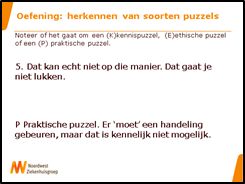 Oefening: herkennen van soorten puzzels
Noteer of het gaat om een (K)kennispuzzel, (E)ethische puzzel
of een (P) praktische puzzel.
5. Dat kan echt niet op die manier. Dat gaat je
niet lukken.
P Praktische puzzel. Er ‘moet’ een handeling
gebeuren, maar dat is kennelijk niet mogelijk.
Noordwest
Ziekenhuisgroep